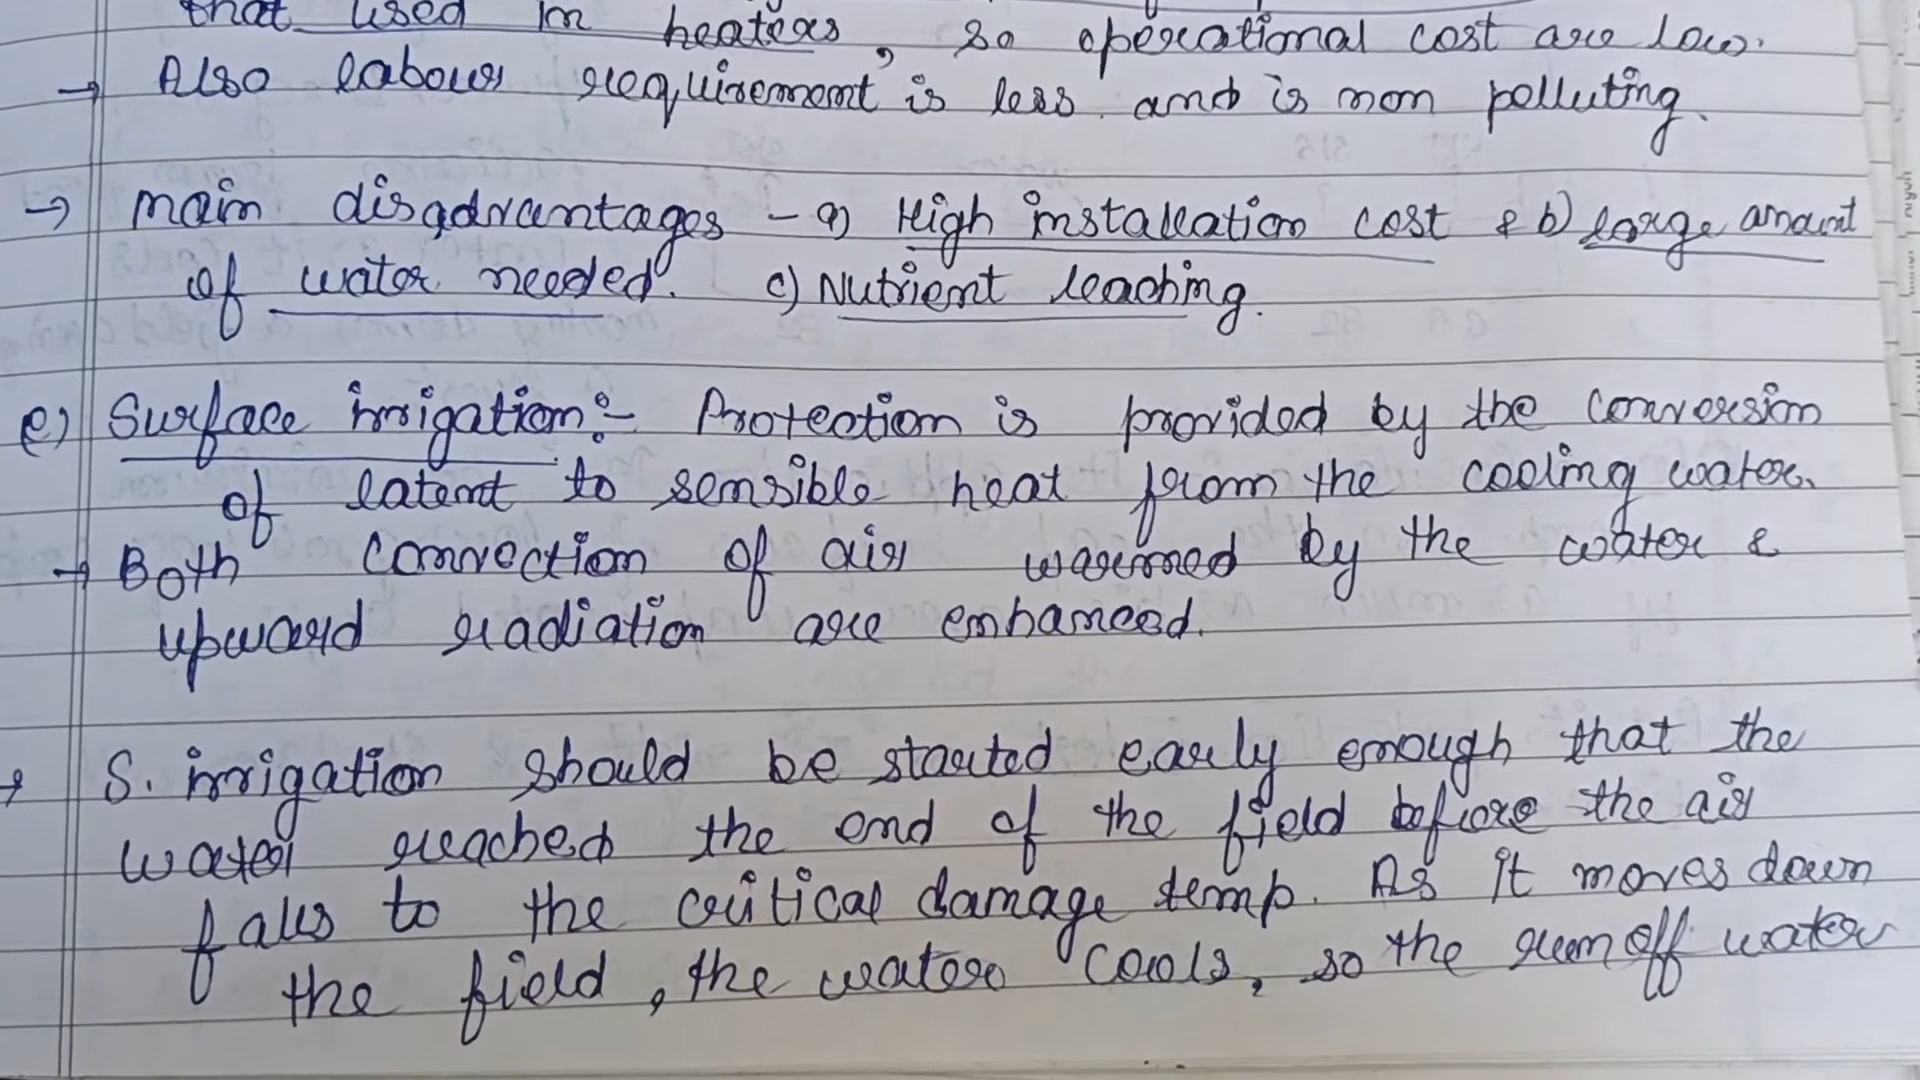 that used in heaters, so operational cost are low.
→ Also labour requirement is less and is non polluting.
→ main disadvantages - a) High installation cost & b) large amount
of water needed. c) Nutrient leaching.
e) Surface irrigation:- Protection is provided by the conversion
of latent to sensible heat from the cooling water.
→ Both convection of air warmed by the water &
upward radiation are enhanced.
→ S. irrigation should be started early enough that the
water reached the end of the field before the air
falls to the critical damage temp. As it moves down
the field, the water cools, so the runoff water